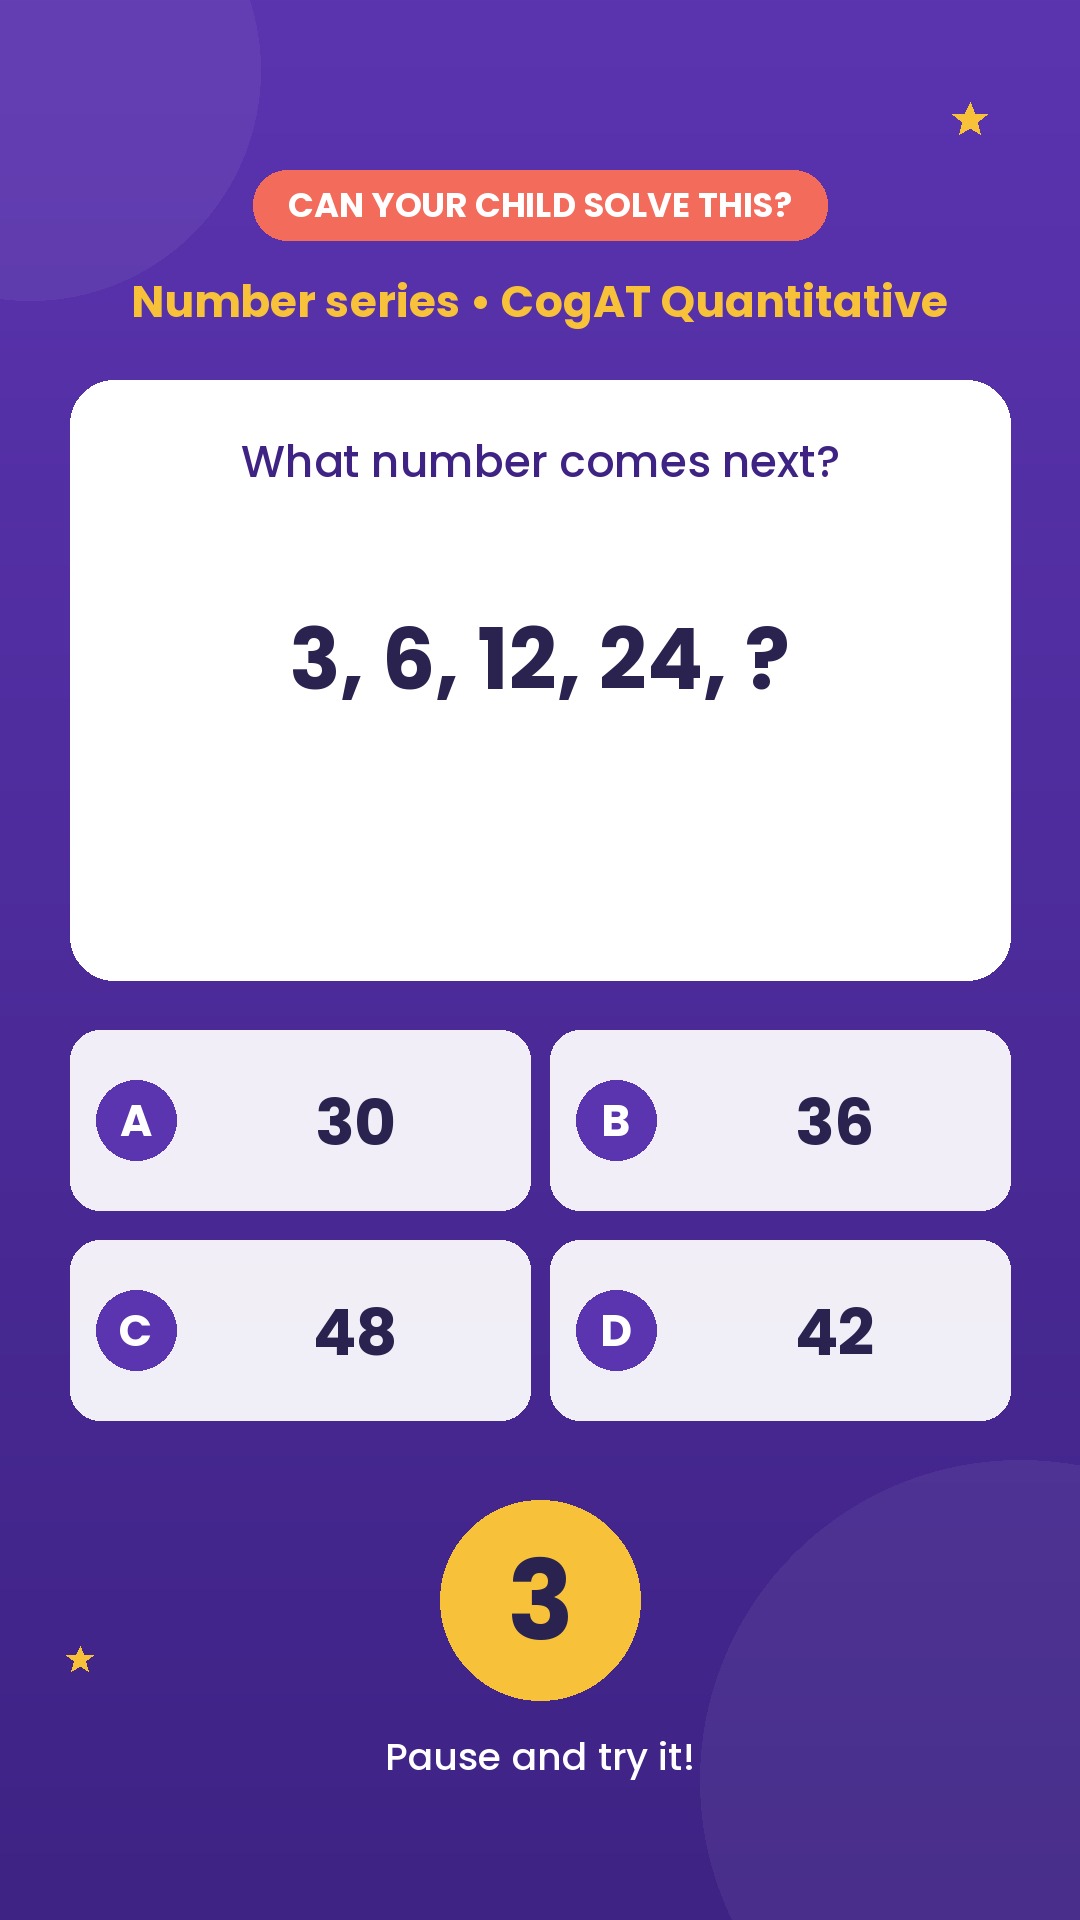 CAN YOUR CHILD SOLVE THIS?
Number series • CogAT Quantitative
What number comes next?
3, 6, 12, 24, ?
A 30
B 36
C 48
D 42
3
Pause and try it!